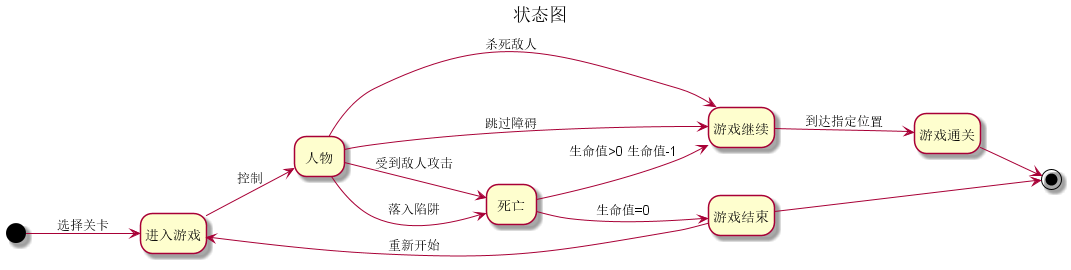 状态图
杀死敌人
跳过障碍
受到敌人攻击
落入陷阱
控制
选择关卡
重新开始
生命值>0 生命值-1
生命值=0
到达指定位置
人物
死亡
进入游戏
游戏继续
游戏结束
游戏通关